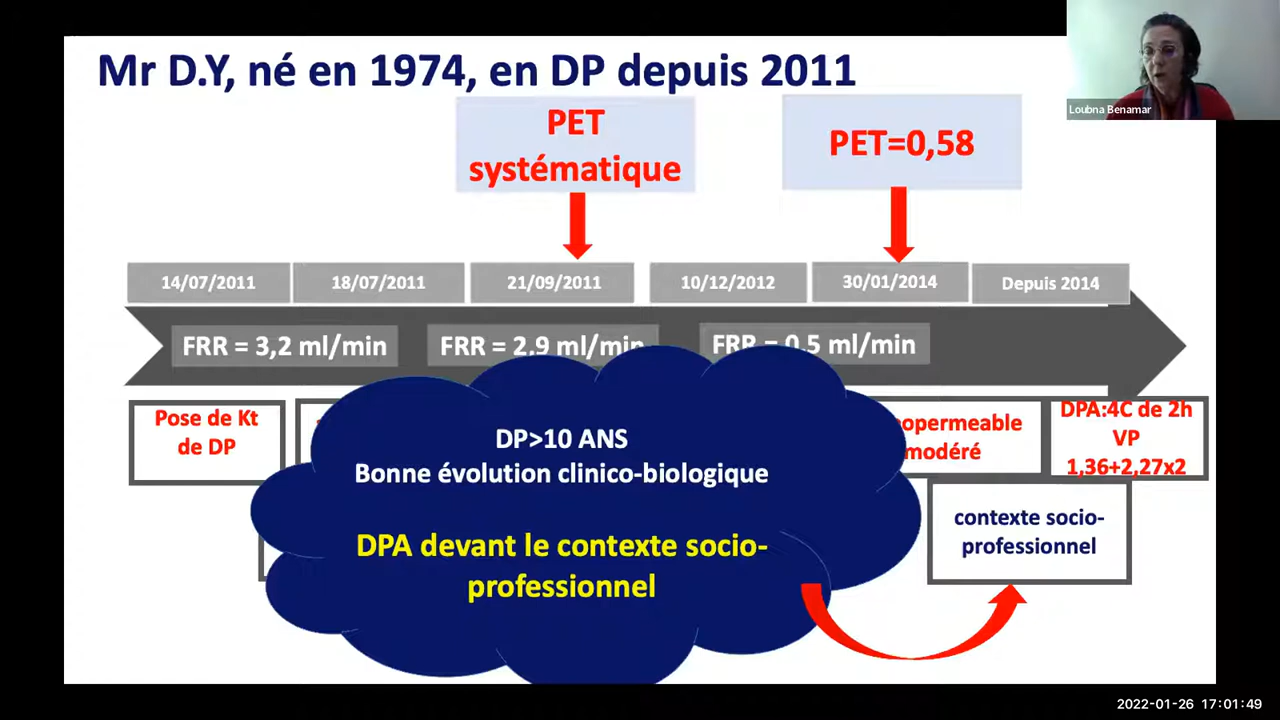 Mr D.Y, né en 1974, en DP depuis 2011
Loubna Benamar
PET
systématique
PET=0,58
14/07/2011
18/07/2011
21/09/2011
10/12/2012
30/01/2014
Depuis 2014
FRR = 3,2 ml/min
FRR = 2,9 ml/min
FRR = 0,5 ml/min
Pose de Kt
de DP
opermeable
modéré
DPA:4C de 2h
VP
1,36+2,27x2
DP>10 ANS
Bonne évolution clinico-biologique
DPA devant le contexte socio-
professionnel
contexte socio-
professionnel
2022-01-26 17:01:49